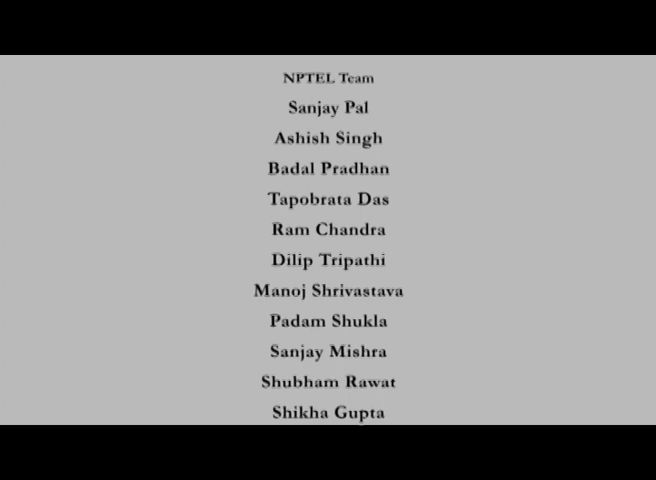 NPTEL Team
Sanjay Pal
Ashish Singh
Badal Pradhan
Tapobrata Das
Ram Chandra
Dilip Tripathi
Manoj Shrivastava
Padam Shukla
Sanjay Mishra
Shubham Rawat
Shikha Gupta